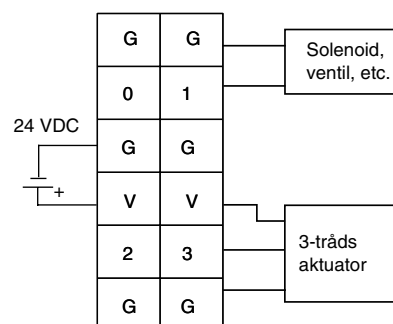 G G
Solenoid,
ventil, etc.
0 1
24 VDC
G G
+
V V
2 3
3-tråds
aktuator
G G